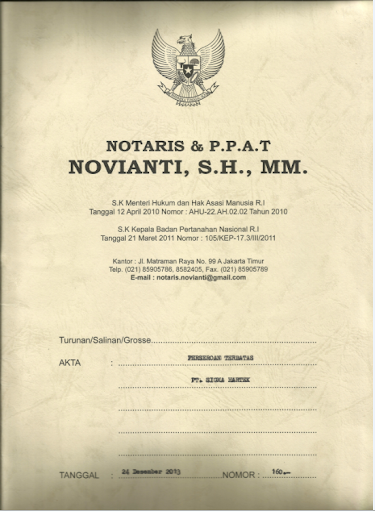 NOTARIS & P.P.A.T
NOVIANTI, S.H., MM.
S.K Menteri Hukum dan Hak Asasi Manusia R.I
Tanggal 12 April 2010 Nomor : AHU-22.AH.02.02 Tahun 2010
S.K Kepala Badan Pertanahan Nasional R.I
Tanggal 21 Maret 2011 Nomor : 105/KEP-17.3/III/2011
Kantor : Jl. Matraman Raya No. 99 A Jakarta Timur
Telp. (021) 85905786, 8582405, Fax. (021) 85905789
E-mail : notaris.novianti@gmail.com
Turunan/Salinan/Grosse
AKTA : PERSEROAN TERBATAS
PT. SIGMA MARTEK
TANGGAL : 26 Desember 2013 NOMOR : 160.-